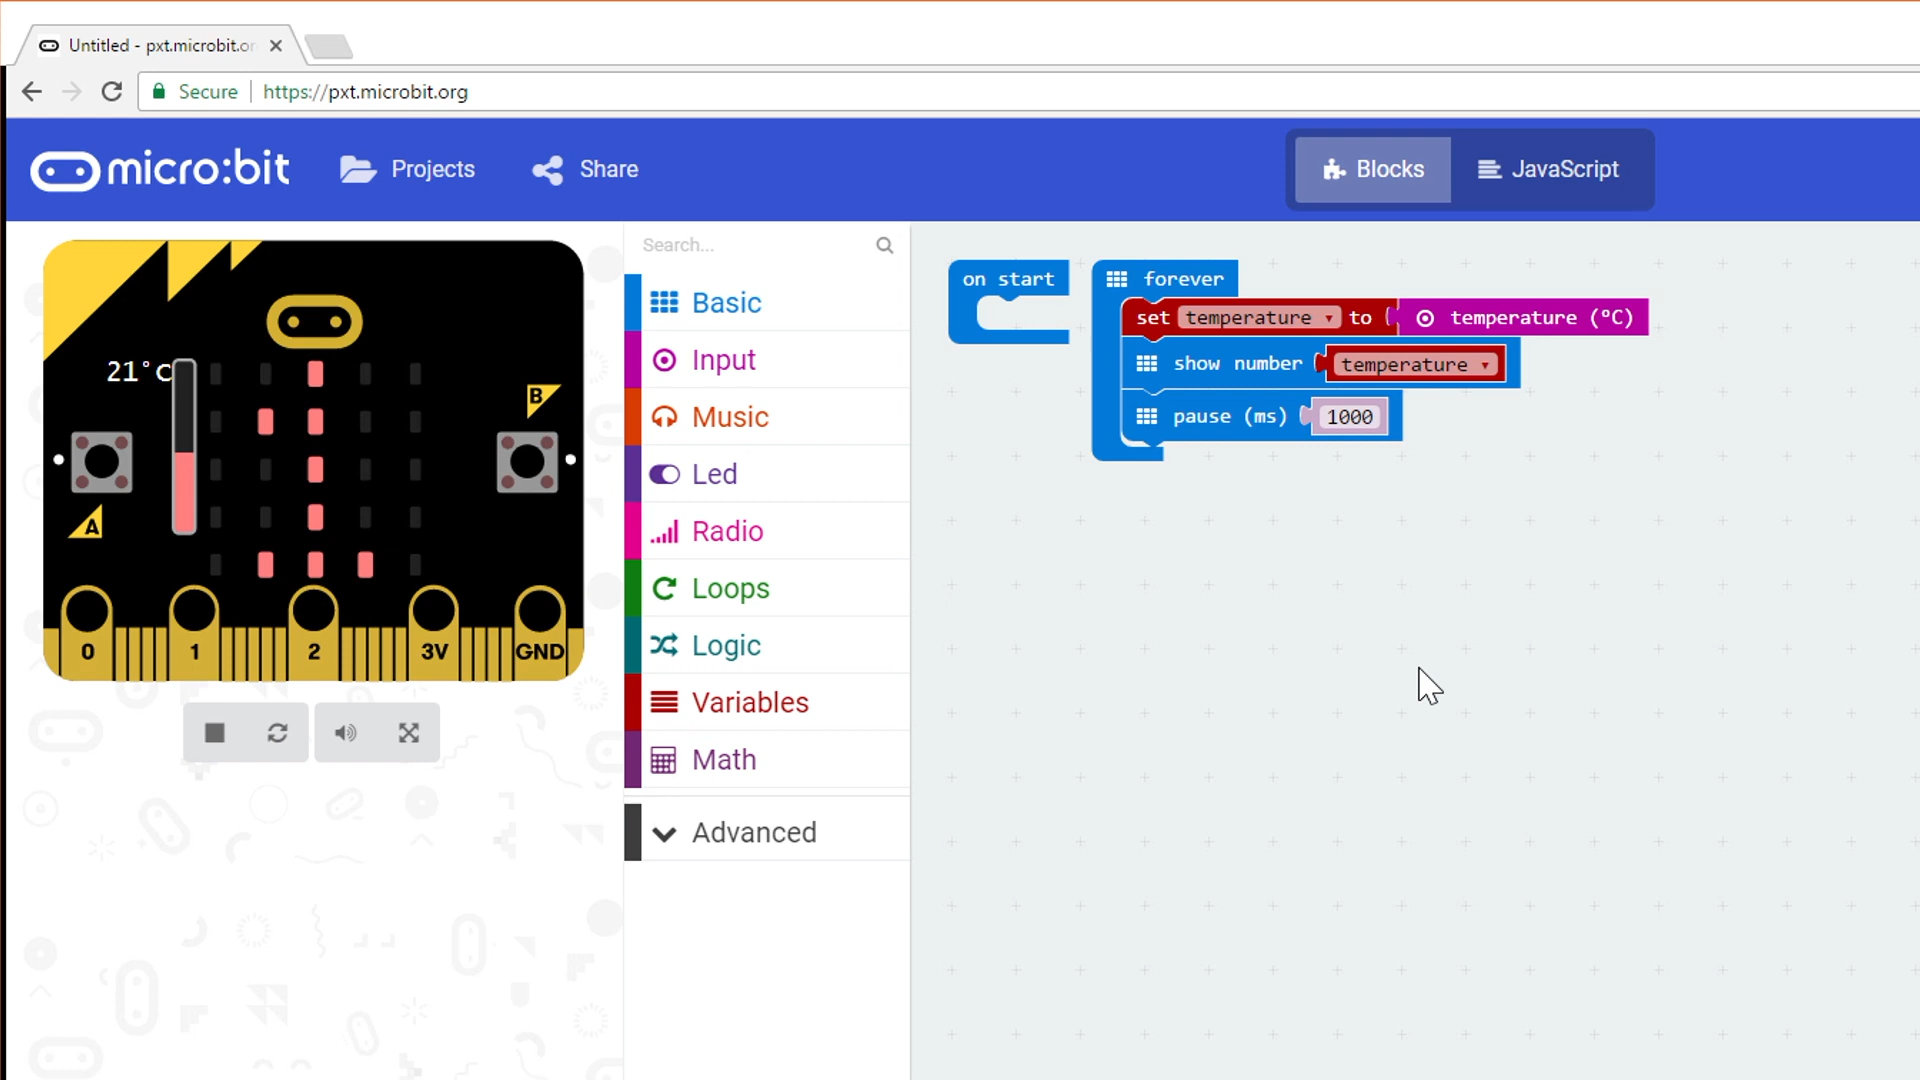 Untitled - pxt.microbit.or
Secure https://pxt.microbit.org
micro:bit Projects Share Blocks JavaScript
Search...
on start
forever
set temperature to temperature (ºC)
show number temperature
pause (ms) 1000
21°C
B
A
0 1 2 3V GND
Basic
Input
Music
Led
Radio
Loops
Logic
Variables
Math
Advanced